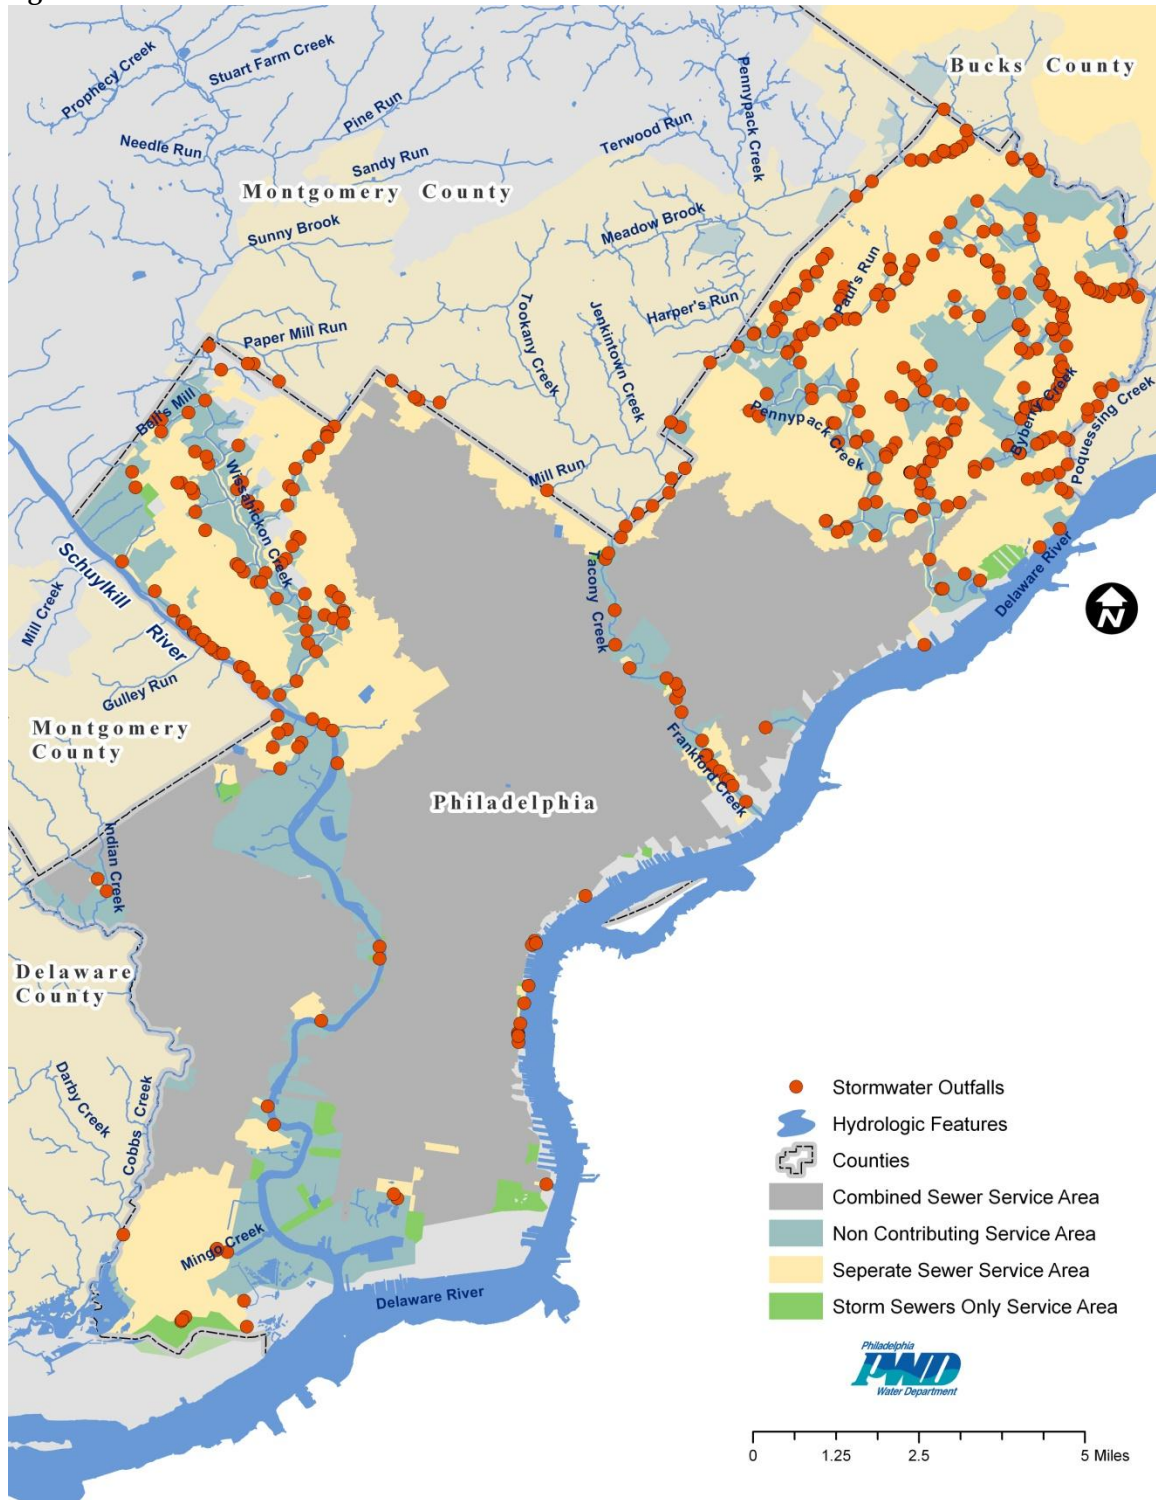 Prophecy Creek
Stuart Farm Creek
Pine Run
Needle Run
Sandy Run
Terwood Run
Pennypack Creek
Bucks County
Montgomery County
Sunny Brook
Meadow Brook
Paul's Run
Harper's Run
Tookany Creek
Jenkintown Creek
Paper Mill Run
Bell's Mill
Pennypack Creek
Byberry Creek
Poquessing Creek
Wissahickon Creek
Mill Run
Schuylkill
River
Mill Creek
Tacony Creek
Delaware River
N
Gulley Run
Montgomery
County
Frankford Creek
Philadelphia
Indian Creek
Delaware
County
Darby Creek
Cobbs Creek
Mingo Creek
Delaware River
Stormwater Outfalls
Hydrologic Features
Counties
Combined Sewer Service Area
Non Contributing Service Area
Seperate Sewer Service Area
Storm Sewers Only Service Area
Philadelphia
PWD
Water Department
0 1.25 2.5 5 Miles